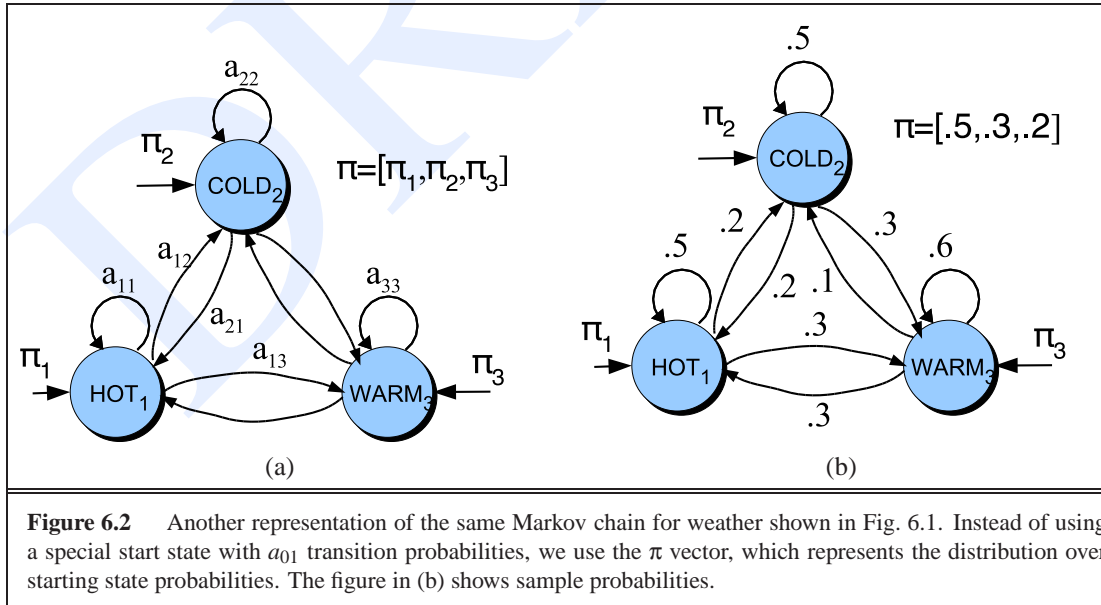 a₂₂
π₂
COLD₂
π=[π₁,π₂,π₃]
a₁₂
a₁₁
a₂₁
a₃₃
a₁₃
π₁
HOT₁
WARM₃
π₃
(a)
.5
π₂
COLD₂
π=[.5,.3,.2]
.2
.3
.5
.6
.2
.1
.3
π₁
HOT₁
WARM₃
π₃
.3
(b)
Figure 6.2 Another representation of the same Markov chain for weather shown in Fig. 6.1. Instead of using
a special start state with a₀₁ transition probabilities, we use the π vector, which represents the distribution over
starting state probabilities. The figure in (b) shows sample probabilities.